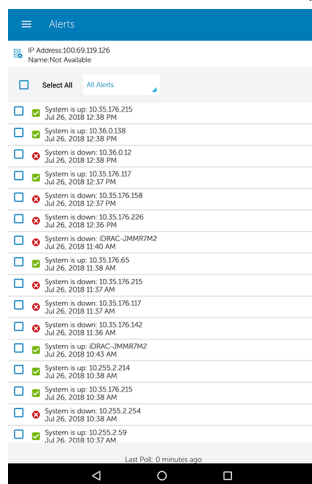 Alerts
IP Address:100.69.119.126
Name:Not Available
Select All
All Alerts
System is up: 10.35.176.215
Jul 26, 2018 12:38 PM
System is up: 10.36.0.138
Jul 26, 2018 12:38 PM
System is down: 10.36.0.12
Jul 26, 2018 12:38 PM
System is up: 10.35.176.117
Jul 26, 2018 12:37 PM
System is down: 10.35.176.158
Jul 26, 2018 12:37 PM
System is down: 10.35.176.226
Jul 26, 2018 12:36 PM
System is down: iDRAC-JMMR7M2
Jul 26, 2018 11:40 AM
System is up: 10.35.176.65
Jul 26, 2018 11:38 AM
System is down: 10.35.176.215
Jul 26, 2018 11:37 AM
System is down: 10.35.176.117
Jul 26, 2018 11:37 AM
System is down: 10.35.176.142
Jul 26, 2018 11:36 AM
System is up: iDRAC-JMMR7M2
Jul 26, 2018 10:43 AM
System is up: 10.255.2.214
Jul 26, 2018 10:38 AM
System is up: 10.35.176.215
Jul 26, 2018 10:38 AM
System is down: 10.255.2.254
Jul 26, 2018 10:38 AM
System is up: 10.255.2.59
Jul 26, 2018 10:37 AM
Last Poll: 0 minutes ago